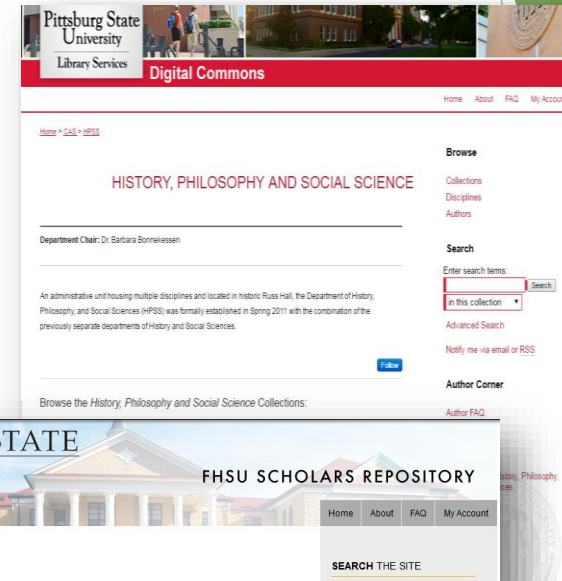 Pittsburg State
University
Library Services
Digital Commons
Home About FAQ My Accou
Home > CAS > HPSS
HISTORY, PHILOSOPHY AND SOCIAL SCIENCE
Department Chair: Dr. Barbara Bonnekessen
An administrative unit housing multiple disciplines and located in historic Russ Hall, the Department of History,
Philosophy, and Social Sciences (HPSS) was formally established in Spring 2011 with the combination of the
previously separate departments of History and Social Sciences.
Follow
Browse the History, Philosophy and Social Science Collections:
Browse
Collections
Disciplines
Authors
Search
Enter search terms:
Search
in this collection
Advanced Search
Notify me via email or RSS
Author Corner
Author FAQ
istory, Philosophy,
STATE
FHSU SCHOLARS REPOSITORY
Home About FAQ My Account
SEARCH THE SITE